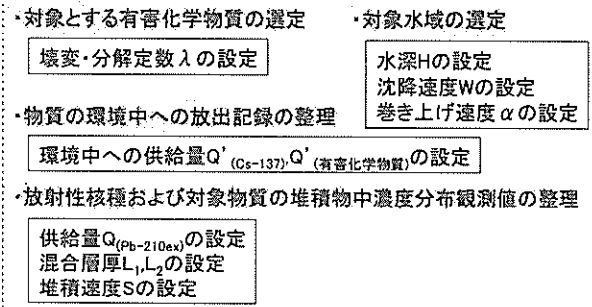 ・対象とする有害化学物質の選定
壊変・分解定数λの設定
・対象水域の選定
水深Hの設定
沈降速度Wの設定
巻き上げ速度αの設定
・物質の環境中への放出記録の整理
環境中への供給量Q'(Cs-137),Q'(有害化学物質)の設定
・放射性核種および対象物質の堆積物中濃度分布観測値の整理
供給量Q(Pb-210ex)の設定
混合層厚L1,L2の設定
堆積速度Sの設定